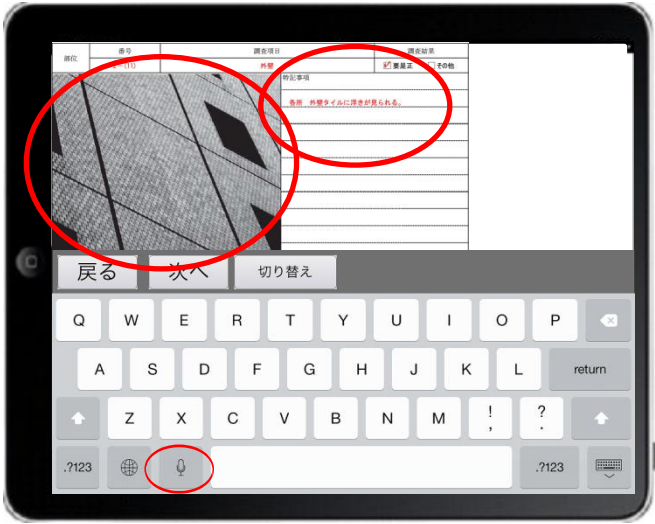 部位 番号 調査項目 調査結果
(11) 外壁 要是正 その他
特記事項
各所 外壁タイルに浮きが見られる。
戻る 次へ 切り替え
Q W E R T Y U I O P
A S D F G H J K L return
Z X C V B N M ! , ? .
.?123 .?123